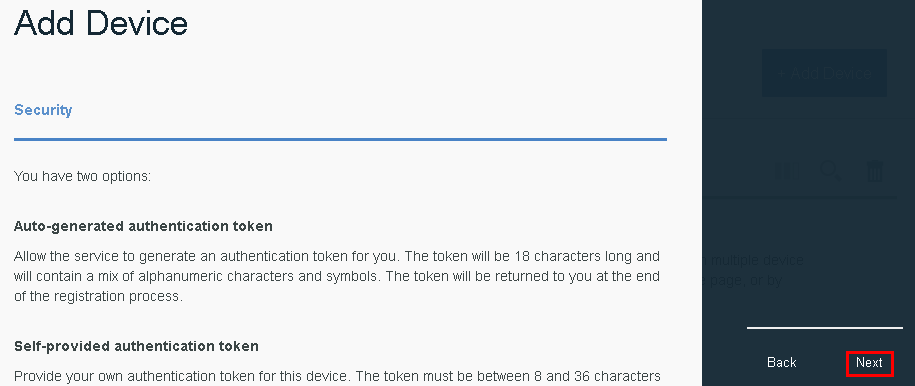 Add Device
+ Add Device
Security
You have two options:
Auto-generated authentication token
Allow the service to generate an authentication token for you. The token will be 18 characters long and
will contain a mix of alphanumeric characters and symbols. The token will be returned to you at the end
of the registration process.
multiple device
page, or by
Self-provided authentication token
Provide your own authentication token for this device. The token must be between 8 and 36 characters
Back
Next